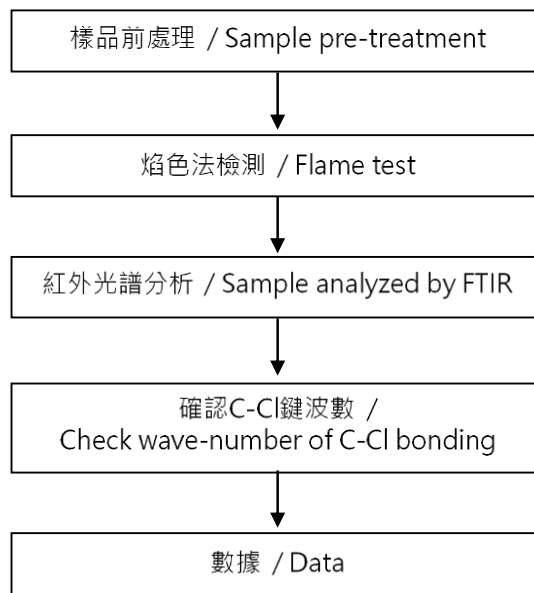 樣品前處理 / Sample pre-treatment
焰色法檢測 / Flame test
紅外光譜分析 / Sample analyzed by FTIR
確認C-Cl鍵波數 /
Check wave-number of C-Cl bonding
數據 / Data